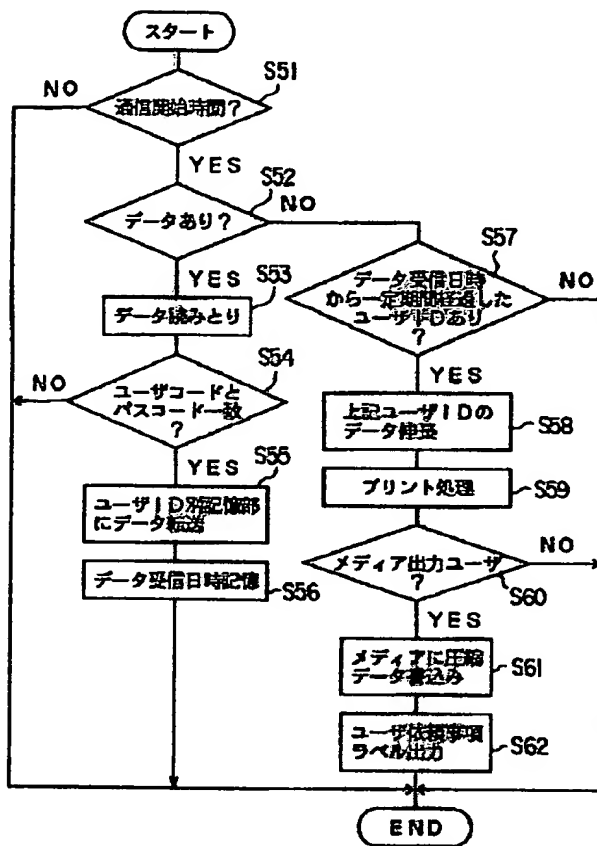 スタート
S51
NO
通信開始時間?
YES
S52
データあり?
NO
YES
S53
データ読みとり
S54
NO
ユーザコードと
パスコード一致
?
YES
S55
ユーザID別記憶部
にデータ転送
データ受信日時記憶
S56
S57
データ受信日時
から一定期間経過した
ユーザIDあり
?
NO
YES
上記ユーザIDの
データ
S58
プリント処理
S59
メディア出力ユーザ
?
NO
S60
YES
メディアに圧縮
データ書込み
S61
ユーザ依頼事項
ラベル出力
S62
END